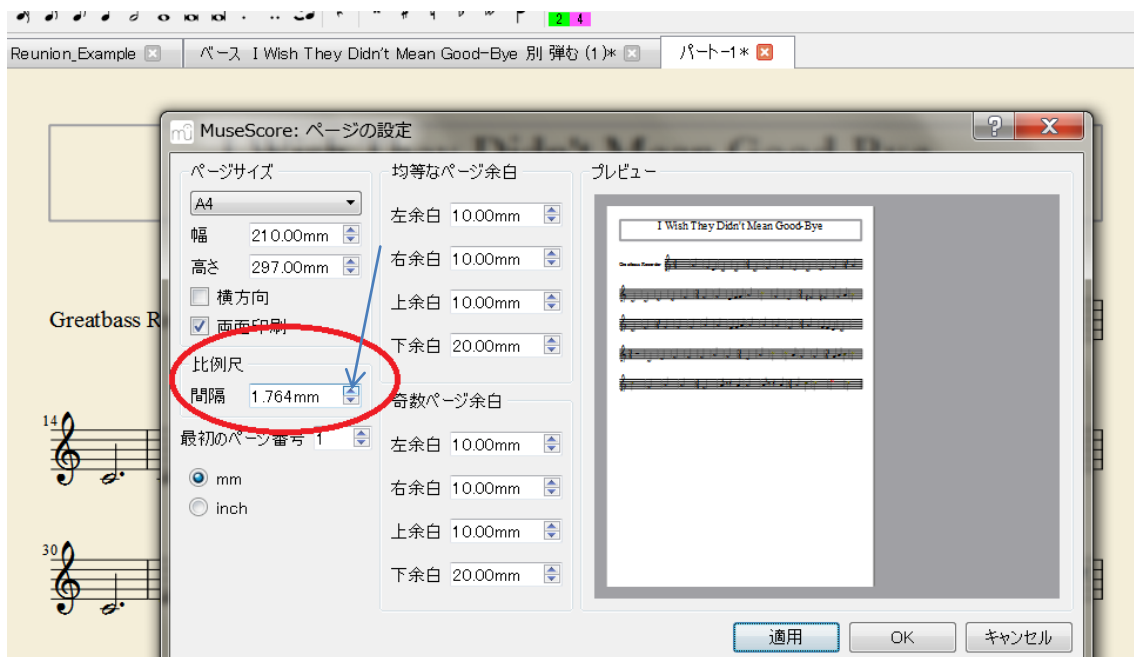 2 4
Reunion_Example
ベース I Wish They Didn't Mean Good-Bye 別 弾む (1)*
パート-1*
MuseScore: ページの設定
ページサイズ
A4
幅 210.00mm
高さ 297.00mm
横方向
両面印刷
比例尺
間隔 1.764mm
最初のページ番号 1
mm
inch
均等なページ余白
左余白 10.00mm
右余白 10.00mm
上余白 10.00mm
下余白 20.00mm
奇数ページ余白
左余白 10.00mm
右余白 10.00mm
上余白 10.00mm
下余白 20.00mm
プレビュー
I Wish They Didn't Mean Good-Bye
Greatbass Recorder
適用
OK
キャンセル
Greatbass R
14
30